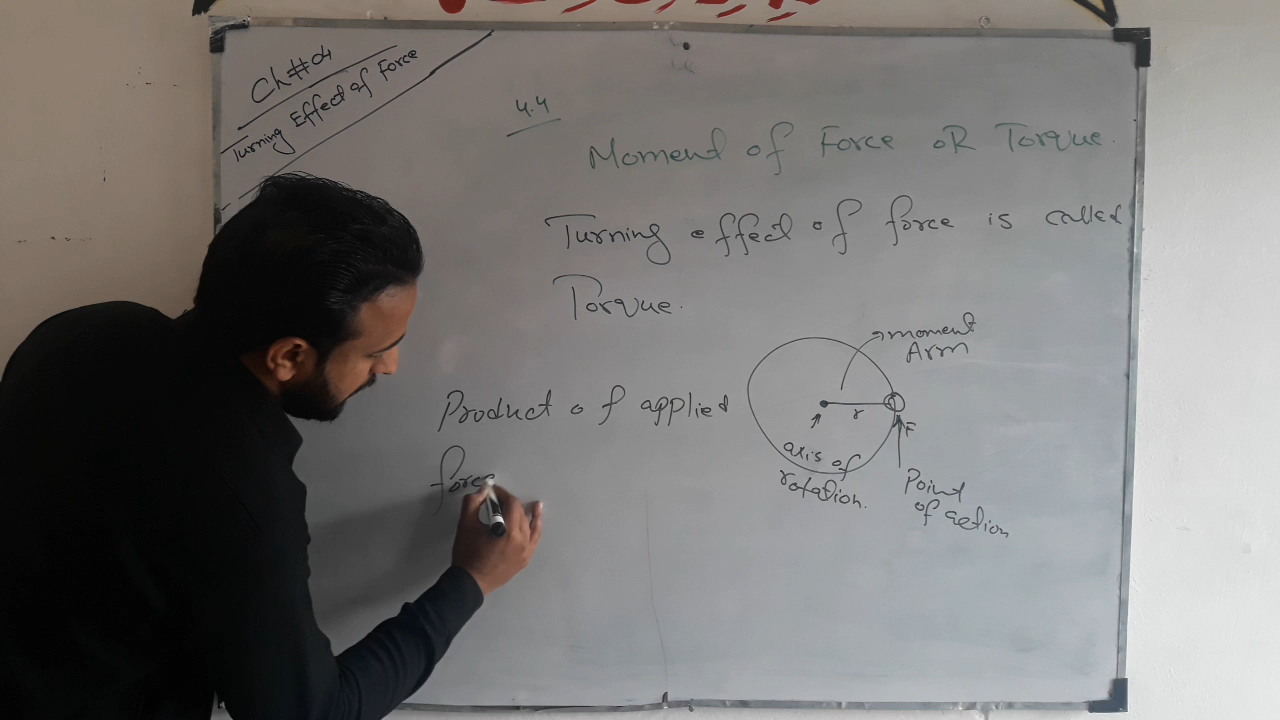 Ch#04
Turning Effect of Force
4.4
Moment of Force oR Torque.
Turning effect of force is called
Torque.
moment
Arm
Product of applied
r
F
force
axis of
rotation.
Point
of action